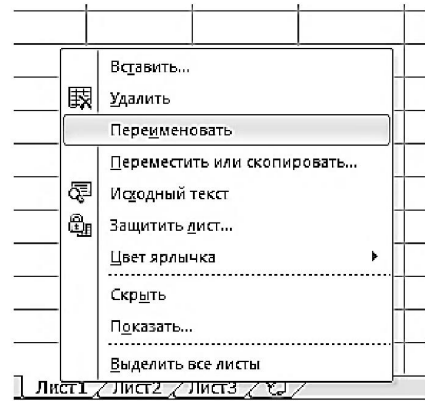 Вставить...
Удалить
Переименовать
Переместить или скопировать...
Исходный текст
Защитить лист...
Цвет ярлычка
Скрыть
Показать...
Выделить все листы
Лист1 Лист2 Лист3